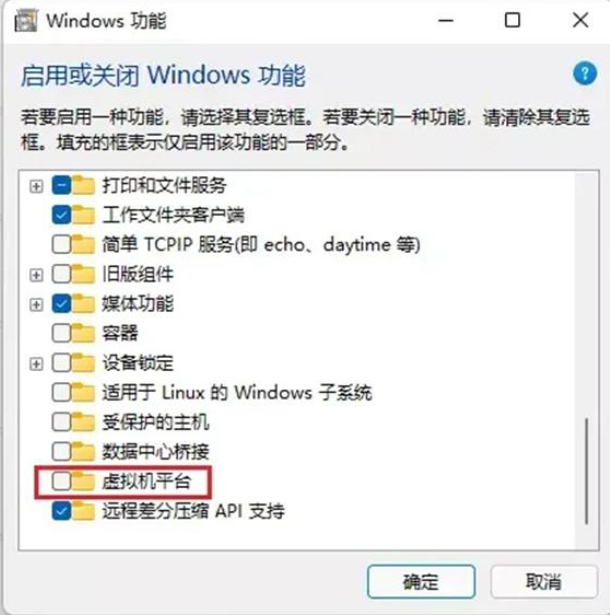 Windows 功能
启用或关闭 Windows 功能
?
若要启用一种功能，请选择其复选框。若要关闭一种功能，请清除其复选
框。填充的框表示仅启用该功能的一部分。
打印和文件服务
工作文件夹客户端
简单 TCPIP 服务(即 echo、daytime 等)
旧版组件
媒体功能
容器
设备锁定
适用于 Linux 的 Windows 子系统
受保护的主机
数据中心桥接
虚拟机平台
远程差分压缩 API 支持
确定
取消